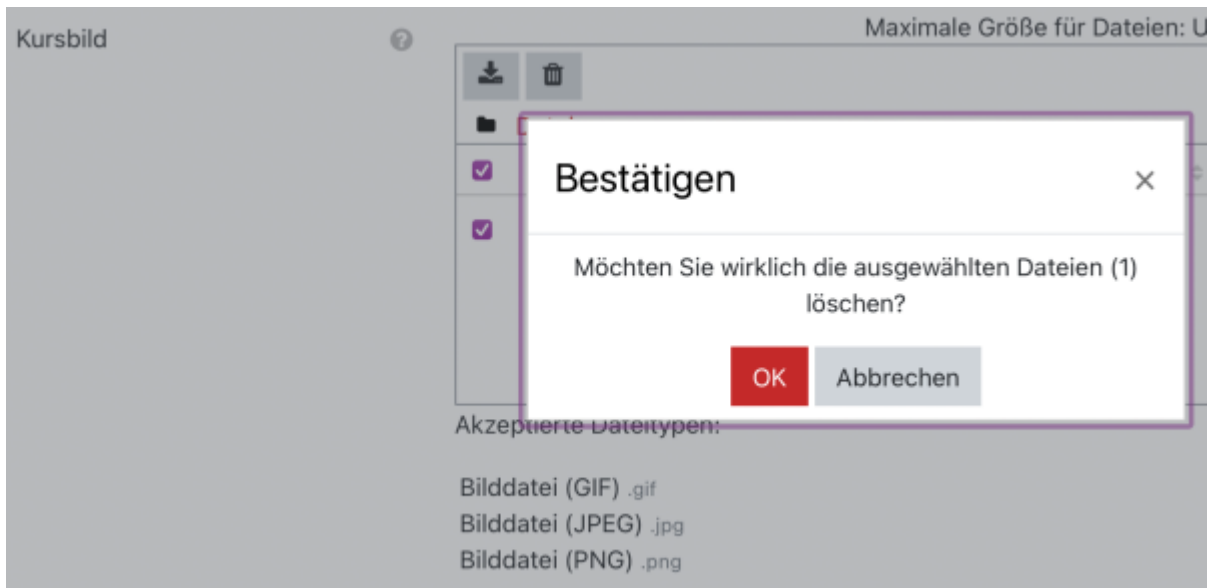 Maximale Größe für Dateien: U
Kursbild
Bestätigen
Möchten Sie wirklich die ausgewählten Dateien (1)
löschen?
OK Abbrechen
Akzeptierte Dateitypen:
Bilddatei (GIF) .gif
Bilddatei (JPEG) .jpg
Bilddatei (PNG) .png